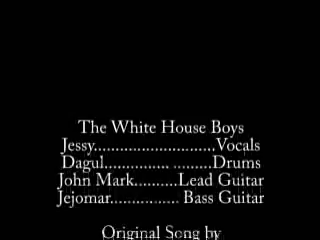 The White House Boys
Jessy............................Vocals
Dagul............... .........Drums
John Mark..........Lead Guitar
Jejomar................ Bass Guitar
Original Song by